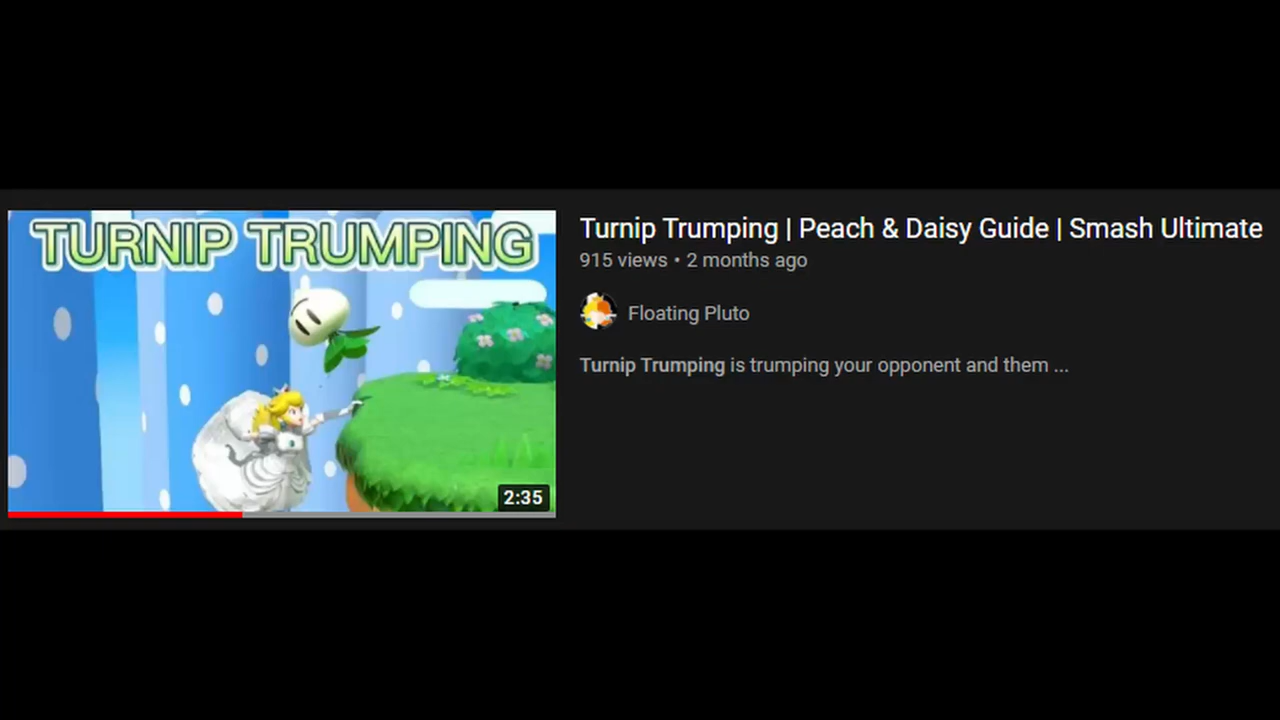 TURNIP TRUMPING
2:35
Turnip Trumping | Peach & Daisy Guide | Smash Ultimate
915 views • 2 months ago
Floating Pluto
Turnip Trumping is trumping your opponent and them ...